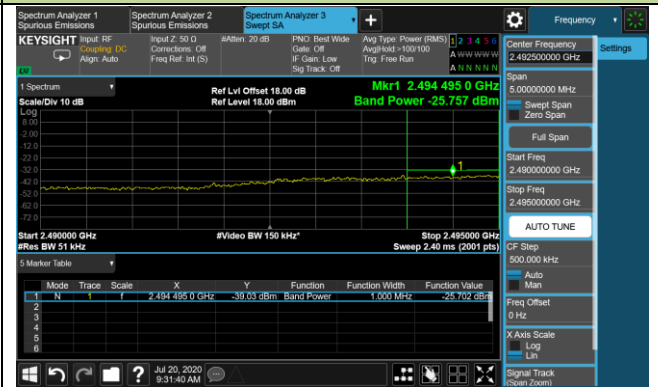 Spectrum Analyzer 1
Spurious Emissions
Spectrum Analyzer 2
Spurious Emissions
Spectrum Analyzer 3
Swept SA
Frequency
KEYSIGHT
Input: RF
Coupling: DC
Align: Auto
Input Z: 50 Ω
Corrections: Off
Freq Ref: Int (S)
#Atten: 20 dB
PNO: Best Wide
Gate: Off
IF Gain: Low
Sig Track: Off
Avg Type: Power (RMS)
Avg|Hold:>100/100
Trig: Free Run
1 2 3 4 5 6
A W W W W W
A N N N N N
1 Spectrum
Scale/Div 10 dB
Ref Lvl Offset 18.00 dB
Ref Level 18.00 dBm
Mkr1 2.494 495 0 GHz
Band Power -25.757 dBm
Log
8.00
-2.00
-12.0
-22.0
-32.0
-42.0
-52.0
-62.0
-72.0
1
Start 2.490000 GHz
#Res BW 51 kHz
#Video BW 150 kHz*
Stop 2.495000 GHz
Sweep 2.40 ms (2001 pts)
5 Marker Table
Mode Trace Scale X Y Function Function Width Function Value
1 N 1 f 2.494 495 0 GHz -39.03 dBm Band Power 1.000 MHz -25.702 dBm
2
3
4
5
6
Jul 20, 2020
9:31:40 AM
Center Frequency
2.492500000 GHz
Settings
Span
5.00000000 MHz
Swept Span
Zero Span
Full Span
Start Freq
2.490000000 GHz
Stop Freq
2.495000000 GHz
AUTO TUNE
CF Step
500.000 kHz
Auto
Man
Freq Offset
0 Hz
X Axis Scale
Log
Lin
Signal Track
(Span Zoom)